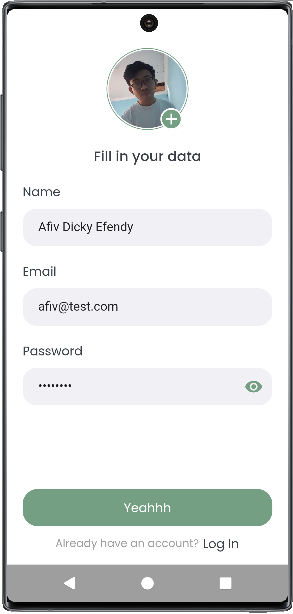 Fill in your data
Name
Afiv Dicky Efendy
Email
afiv@test.com
Password
••••••••
Yeahhh
Already have an account? Log In